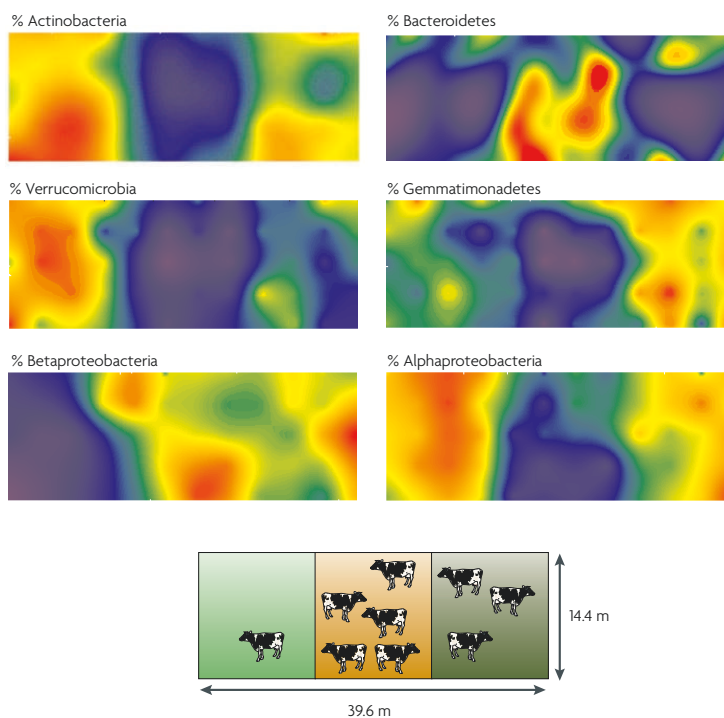 % Actinobacteria
% Bacteroidetes
% Verrucomicrobia
% Gemmatimonadetes
% Betaproteobacteria
% Alphaproteobacteria
14.4 m
39.6 m